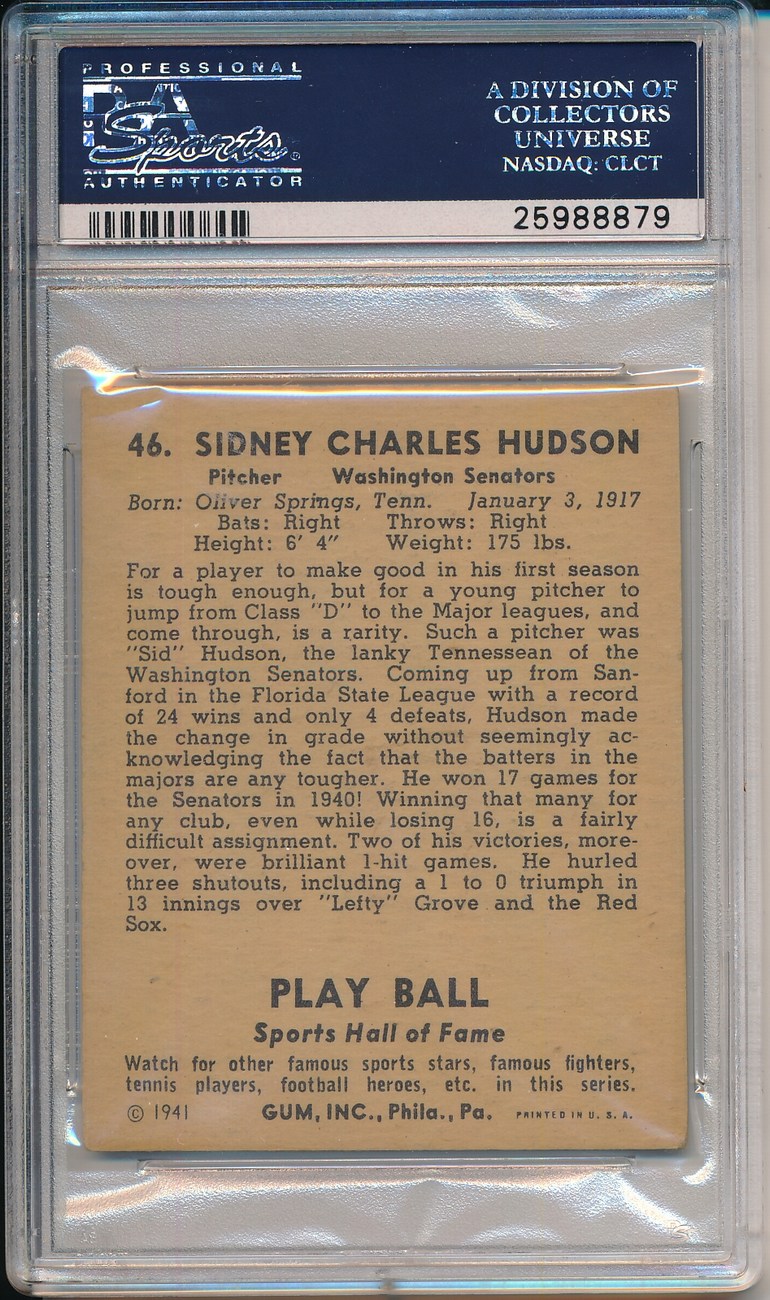 PROFESSIONAL
PSA
Sports®
AUTHENTICATOR
A DIVISION OF
COLLECTORS
UNIVERSE
NASDAQ: CLCT
25988879
46. SIDNEY CHARLES HUDSON
Pitcher Washington Senators
Born: Oliver Springs, Tenn. January 3, 1917
Bats: Right Throws: Right
Height: 6' 4" Weight: 175 lbs.
For a player to make good in his first season
is tough enough, but for a young pitcher to
jump from Class "D" to the Major leagues, and
come through, is a rarity. Such a pitcher was
"Sid" Hudson, the lanky Tennessean of the
Washington Senators. Coming up from San-
ford in the Florida State League with a record
of 24 wins and only 4 defeats, Hudson made
the change in grade without seemingly ac-
knowledging the fact that the batters in the
majors are any tougher. He won 17 games for
the Senators in 1940! Winning that many for
any club, even while losing 16, is a fairly
difficult assignment. Two of his victories, more-
over, were brilliant 1-hit games. He hurled
three shutouts, including a 1 to 0 triumph in
13 innings over "Lefty" Grove and the Red
Sox.
PLAY BALL
Sports Hall of Fame
Watch for other famous sports stars, famous fighters,
tennis players, football heroes, etc. in this series.
© 1941 GUM, INC., Phila., Pa. PRINTED IN U. S. A.